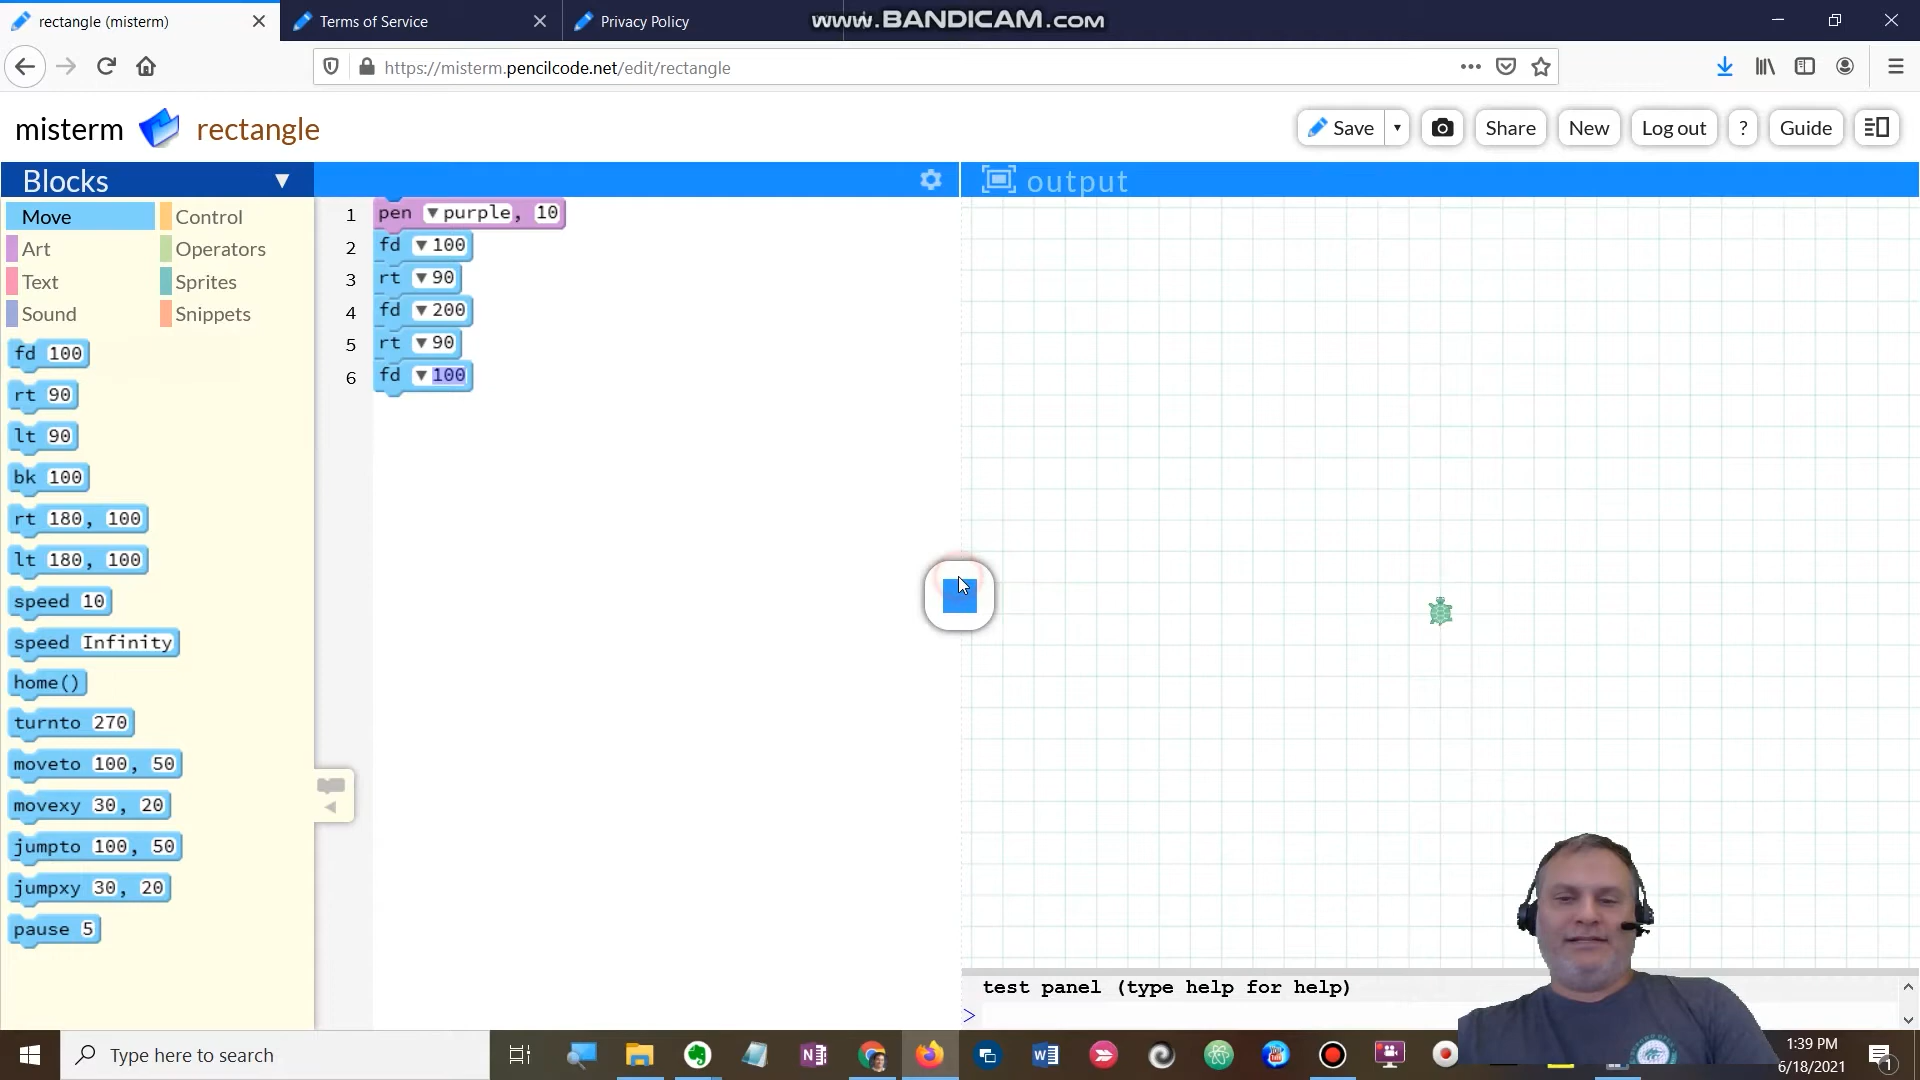 rectangle (misterm)
Terms of Service
Privacy Policy
www.BANDICAM.com
https://misterm.pencilcode.net/edit/rectangle
misterm rectangle
Save
Share
New
Log out
?
Guide
Blocks
output
Move
Control
Art
Operators
Text
Sprites
Sound
Snippets
fd 100
rt 90
lt 90
bk 100
rt 180, 100
lt 180, 100
speed 10
speed Infinity
home()
turnto 270
moveto 100, 50
movexy 30, 20
jumpto 100, 50
jumpxy 30, 20
pause 5
1 pen purple, 10
2 fd 100
3 rt 90
4 fd 200
5 rt 90
6 fd 100
test panel (type help for help)
>
Type here to search
1:39 PM
6/18/2021
1